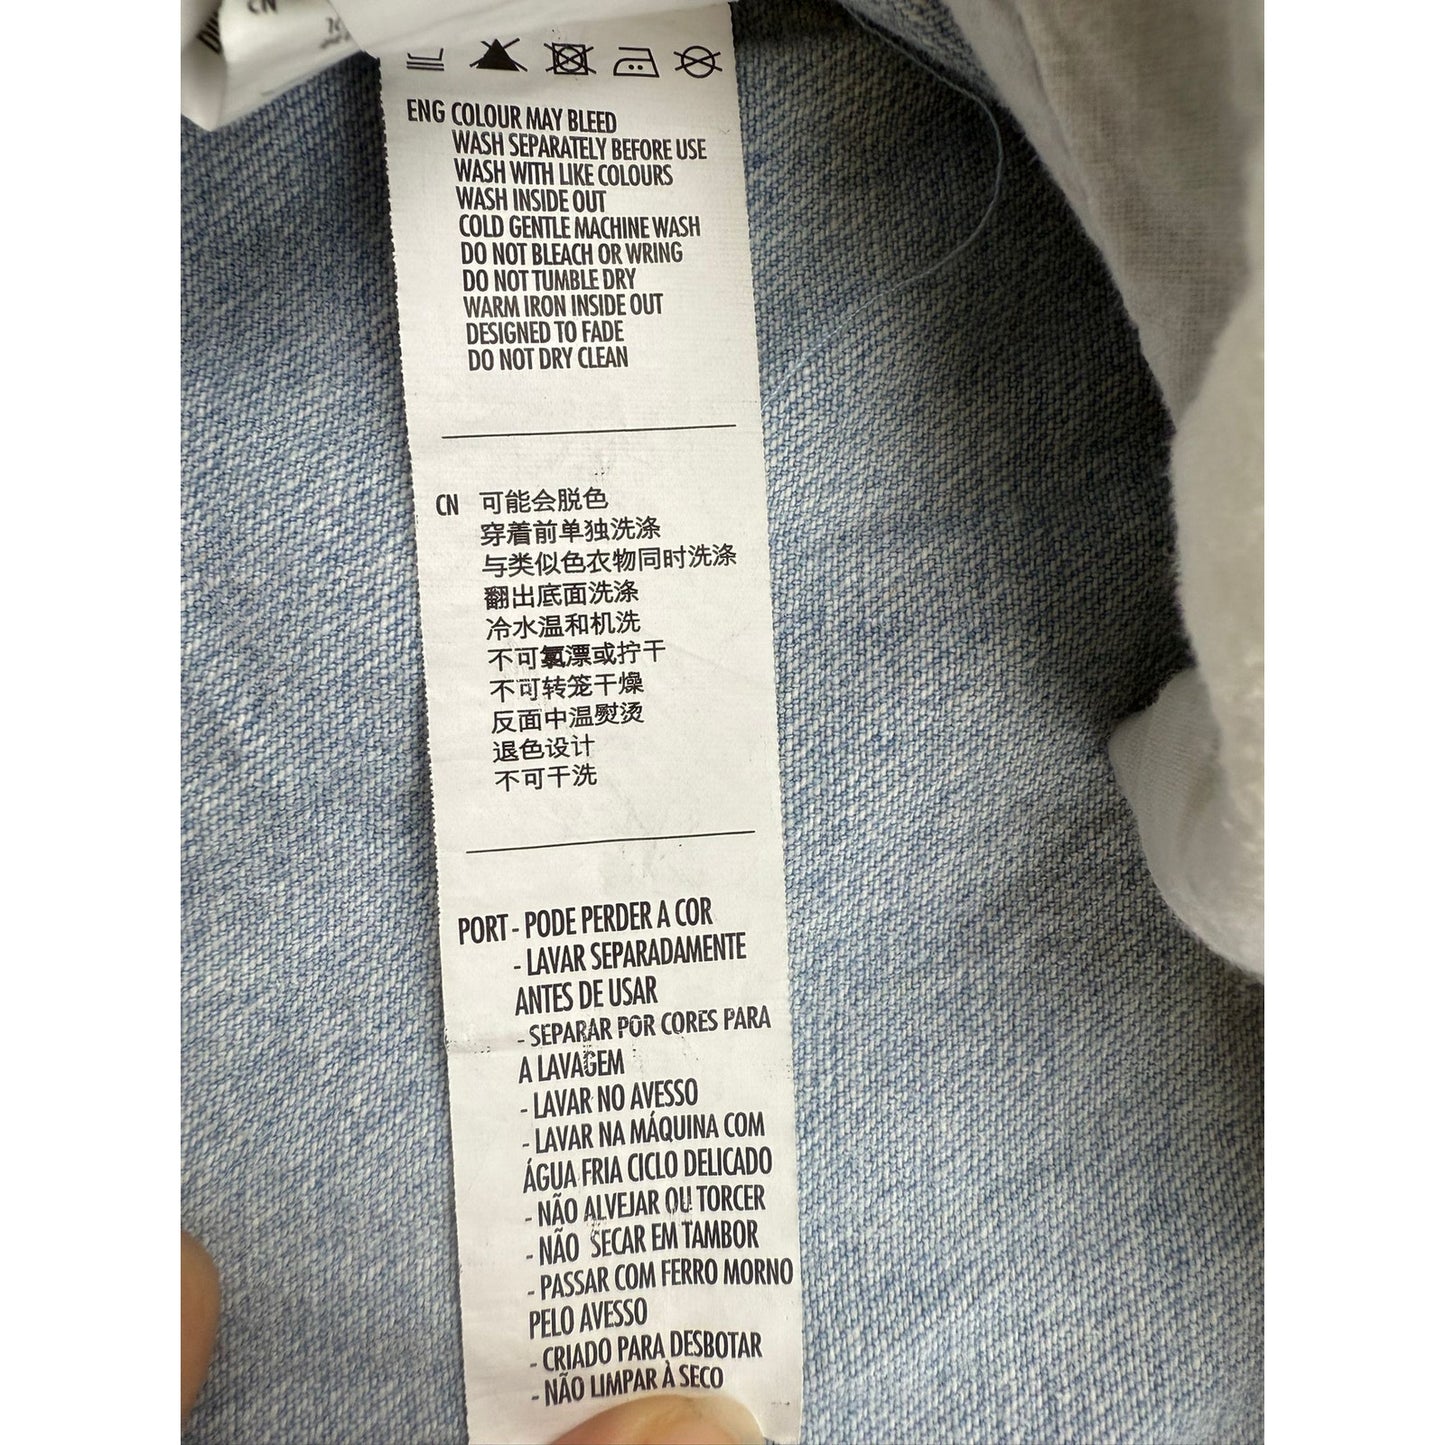 CN
ENG COLOUR MAY BLEED
WASH SEPARATELY BEFORE USE
WASH WITH LIKE COLOURS
WASH INSIDE OUT
COLD GENTLE MACHINE WASH
DO NOT BLEACH OR WRING
DO NOT TUMBLE DRY
WARM IRON INSIDE OUT
DESIGNED TO FADE
DO NOT DRY CLEAN
CN 可能会脱色
穿着前单独洗涤
与类似色衣物同时洗涤
翻出底面洗涤
冷水温和机洗
不可氯漂或拧干
不可转笼干燥
反面中温熨烫
退色设计
不可干洗
PORT - PODE PERDER A COR
- LAVAR SEPARADAMENTE
ANTES DE USAR
- SEPARAR POR CORES PARA
A LAVAGEM
- LAVAR NO AVESSO
- LAVAR NA MÁQUINA COM
ÁGUA FRIA CICLO DELICADO
- NÃO ALVEJAR OU TORCER
- NÃO SECAR EM TAMBOR
- PASSAR COM FERRO MORNO
PELO AVESSO
- CRIADO PARA DESBOTAR
- NÃO LIMPAR À SECO